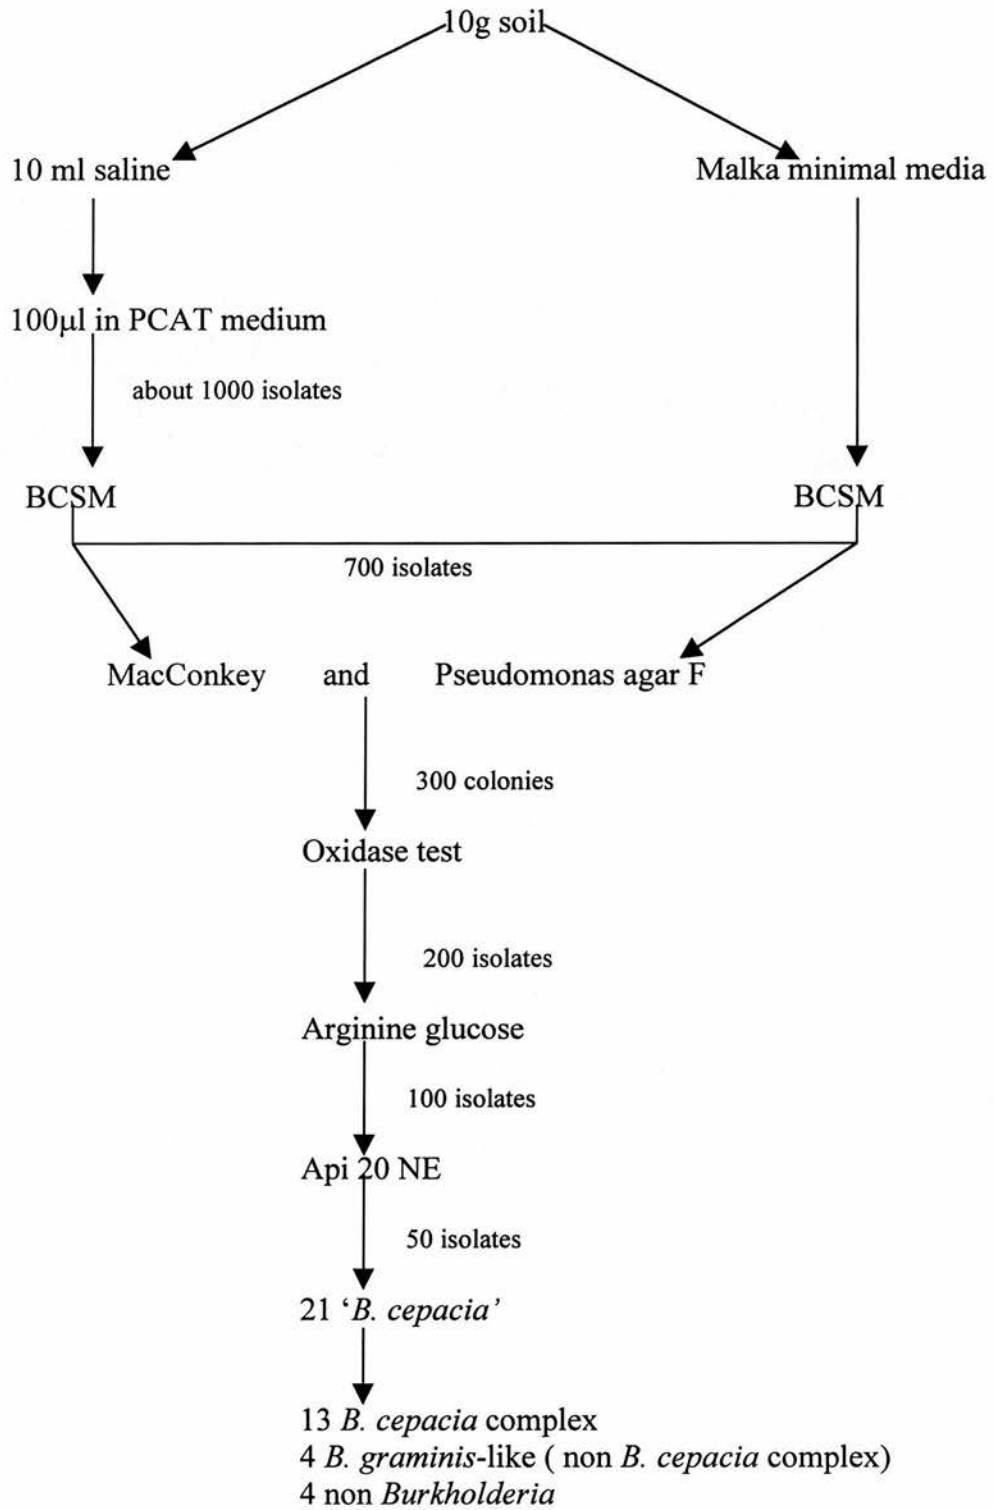 10g soil
10 ml saline
Malka minimal media
100µl in PCAT medium
about 1000 isolates
BCSM
BCSM
700 isolates
MacConkey and Pseudomonas agar F
300 colonies
Oxidase test
200 isolates
Arginine glucose
100 isolates
Api 20 NE
50 isolates
21 ‘B. cepacia’
13 B. cepacia complex
4 B. graminis-like ( non B. cepacia complex)
4 non Burkholderia